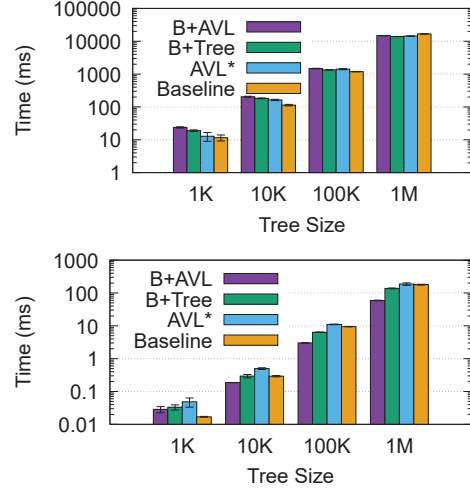 100000
10000
1000
100
10
1
Time (ms)
B+AVL
B+Tree
AVL*
Baseline
1K 10K 100K 1M
Tree Size
1000
100
10
1
0.1
0.01
Time (ms)
B+AVL
B+Tree
AVL*
Baseline
1K 10K 100K 1M
Tree Size